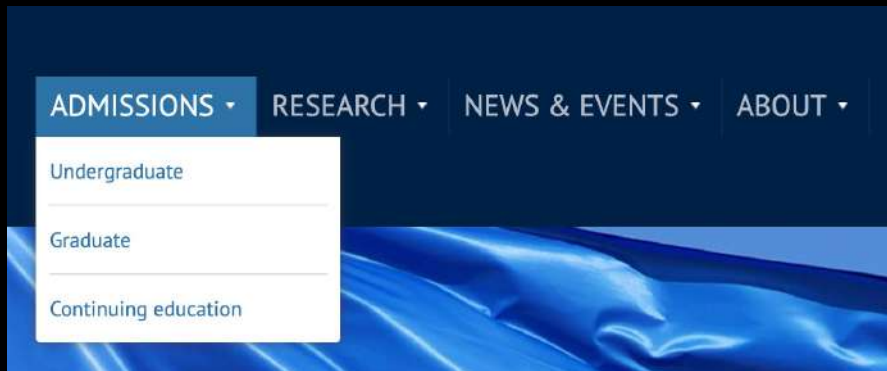 ADMISSIONS RESEARCH NEWS & EVENTS ABOUT
Undergraduate
Graduate
Continuing education